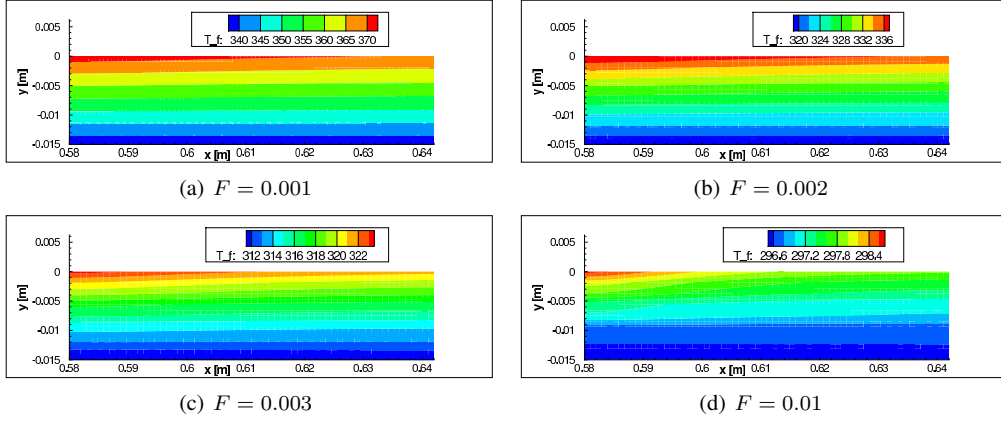 T_f: 340 345 350 355 360 365 370
y [m]
0.005
0
-0.005
-0.01
-0.015
0.58 0.59 0.6 0.61 0.62 0.63 0.64
x [m]
(a) F = 0.001
T_f: 320 324 328 332 336
y [m]
0.005
0
-0.005
-0.01
-0.015
0.58 0.59 0.6 0.61 0.62 0.63 0.64
x [m]
(b) F = 0.002
T_f: 312 314 316 318 320 322
y [m]
0.005
0
-0.005
-0.01
-0.015
0.58 0.59 0.6 0.61 0.62 0.63 0.64
x [m]
(c) F = 0.003
T_f: 296.6 297.2 297.8 298.4
y [m]
0.005
0
-0.005
-0.01
-0.015
0.58 0.59 0.6 0.61 0.62 0.63 0.64
x [m]
(d) F = 0.01